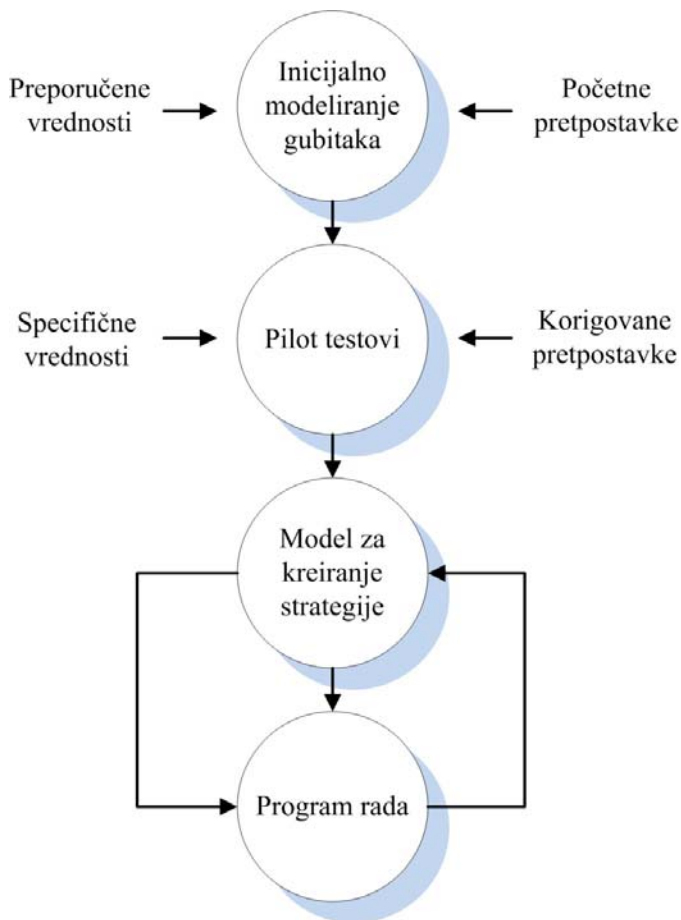 Inicijalno
modeliranje
gubitaka
Preporučene
vrednosti
Početne
pretpostavke
Specifične
vrednosti
Pilot testovi
Korigovane
pretpostavke
Model za
kreiranje
strategije
Program rada